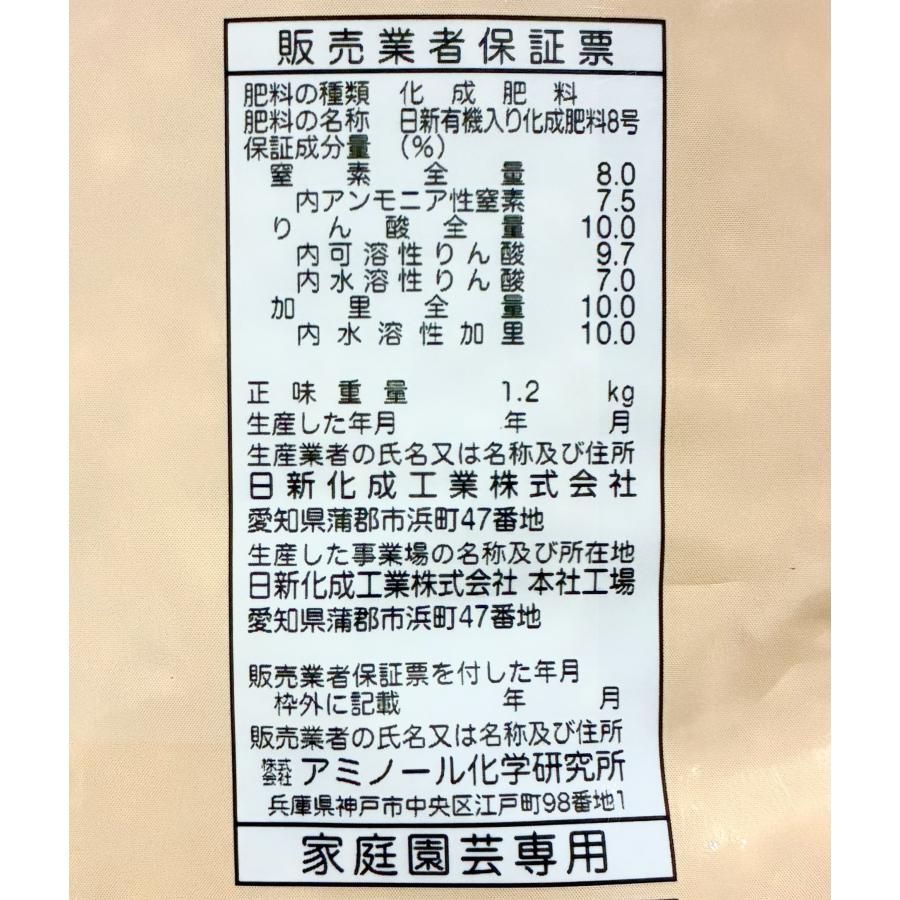 販売業者保証票
肥料の種類 化成肥料
肥料の名称 日新有機入り化成肥料8号
保証成分量 (%)
窒素全量 8.0
内アンモニア性窒素 7.5
りん酸全量 10.0
内可溶性りん酸 9.7
内水溶性りん酸 7.0
加里全量 10.0
内水溶性加里 10.0
正味重量 1.2 kg
生産した年月 年 月
生産業者の氏名又は名称及び住所
日新化成工業株式会社
愛知県蒲郡市浜町47番地
生産した事業場の名称及び所在地
日新化成工業株式会社 本社工場
愛知県蒲郡市浜町47番地
販売業者保証票を付した年月
枠外に記載 年 月
販売業者の氏名又は名称及び住所
株式会社 アミノール化学研究所
兵庫県神戸市中央区江戸町98番地1
家庭園芸専用